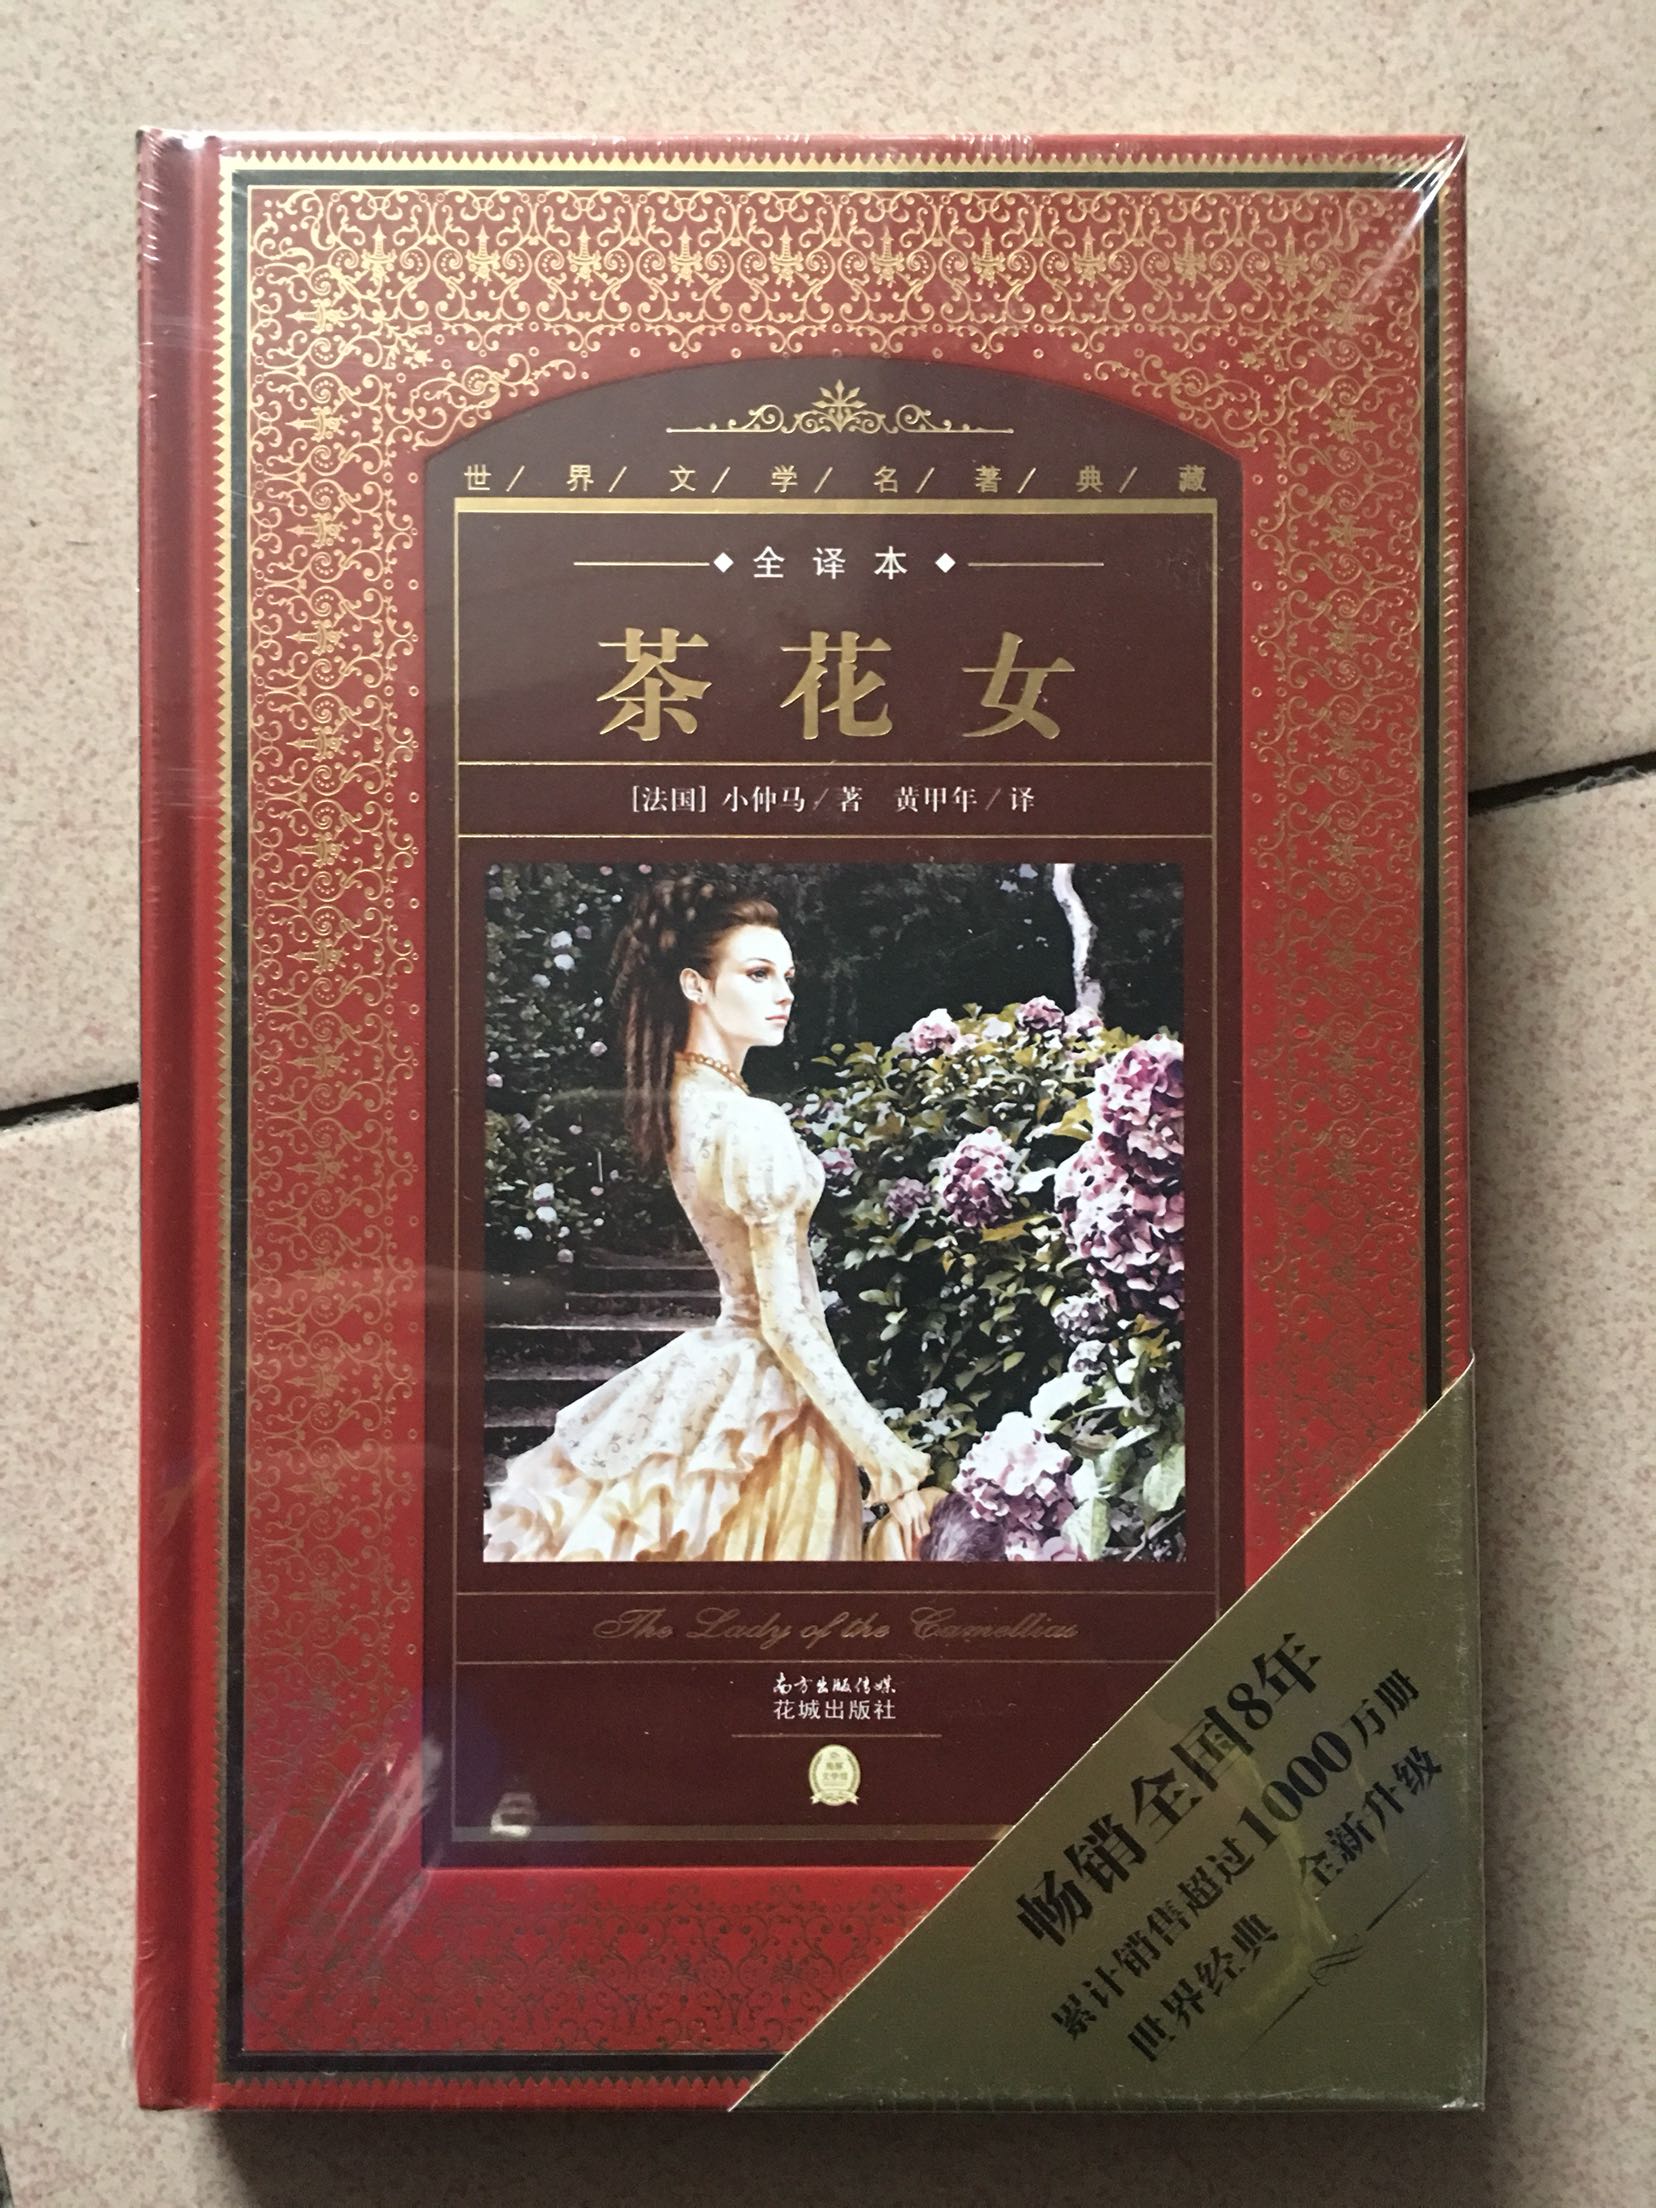 世/界/文/学/名/著/典/藏
全译本
茶花女
[法国] 小仲马/著 黄甲年/译
The Lady of the Camellias
南方出版传媒
花城出版社
畅销全国8年
累计销售超过1000万册
世界经典 全新升级